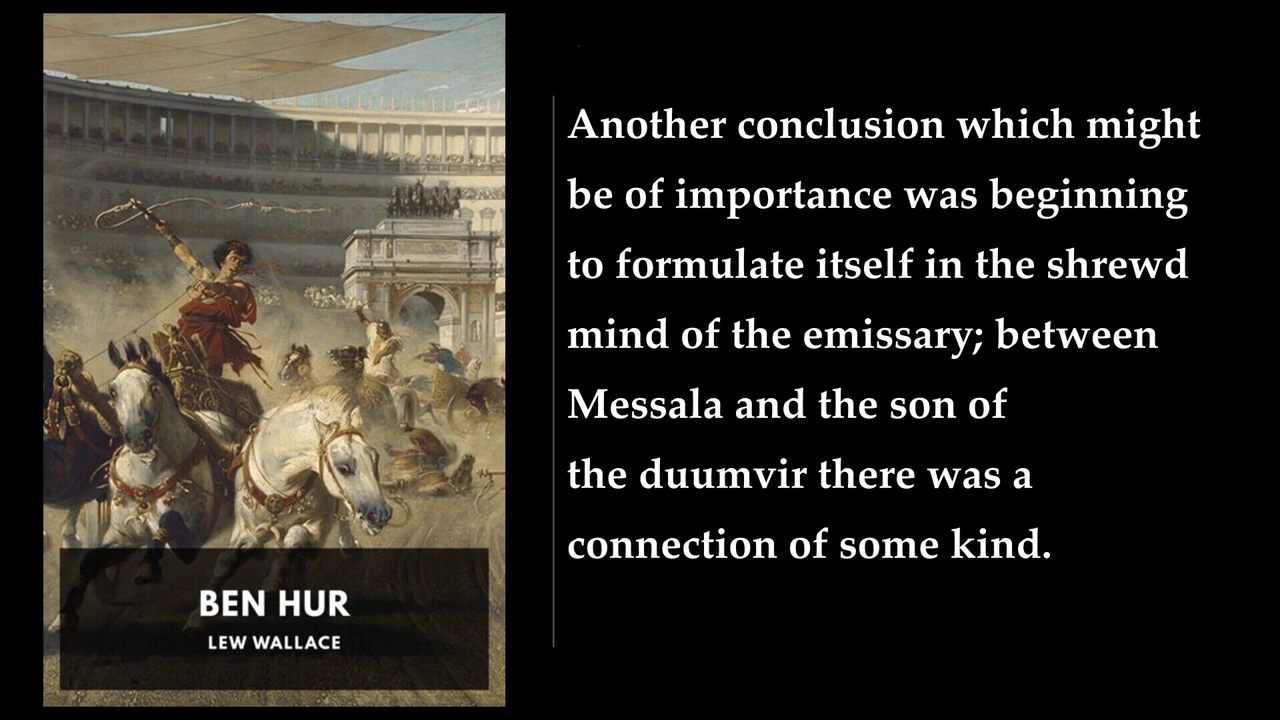 BEN HUR
LEW WALLACE
Another conclusion which might
be of importance was beginning
to formulate itself in the shrewd
mind of the emissary; between
Messala and the son of
the duumvir there was a
connection of some kind.